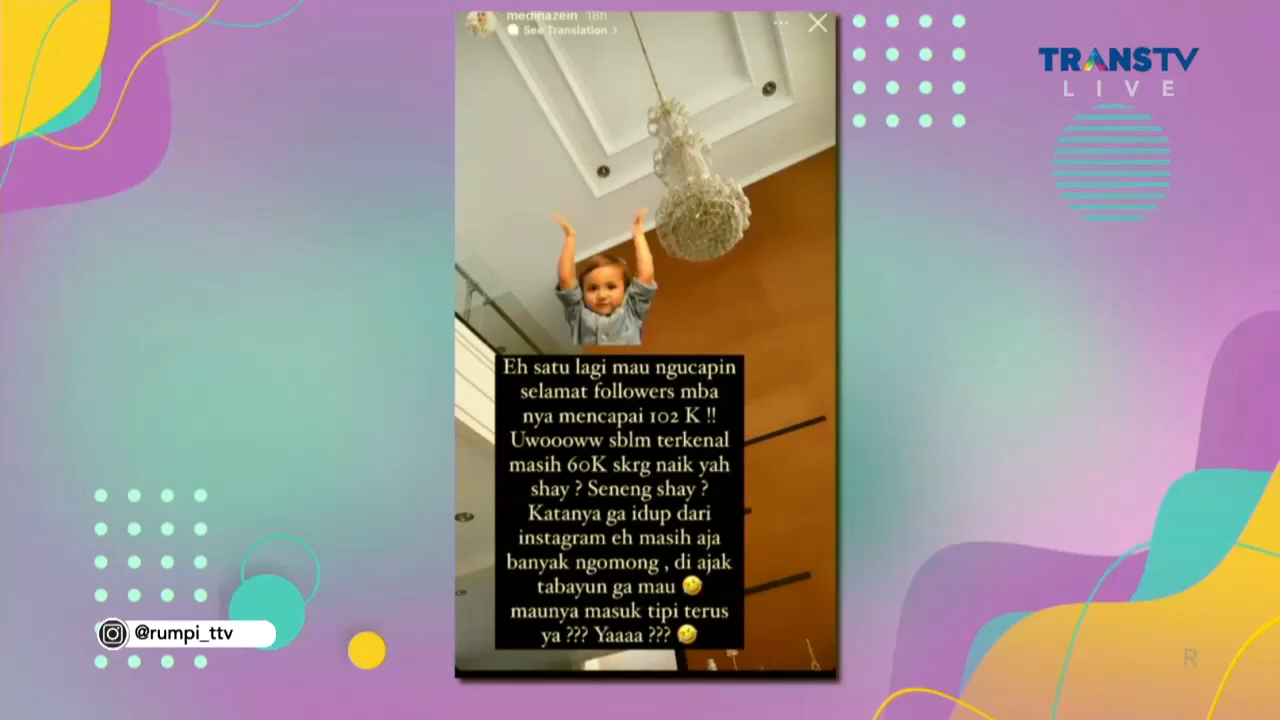 medinazein 18h
See Translation >
TRANSTV
LIVE
Eh satu lagi mau ngucapin
selamat followers mba
nya mencapai 102 K !!
Uwoooww sblm terkenal
masih 60K skrg naik yah
shay ? Seneng shay ?
Katanya ga idup dari
instagram eh masih aja
banyak ngomong , di ajak
tabayun ga mau 🤣
maunya masuk tipi terus
ya ??? Yaaaa ??? 🤣
@rumpi_ttv
R